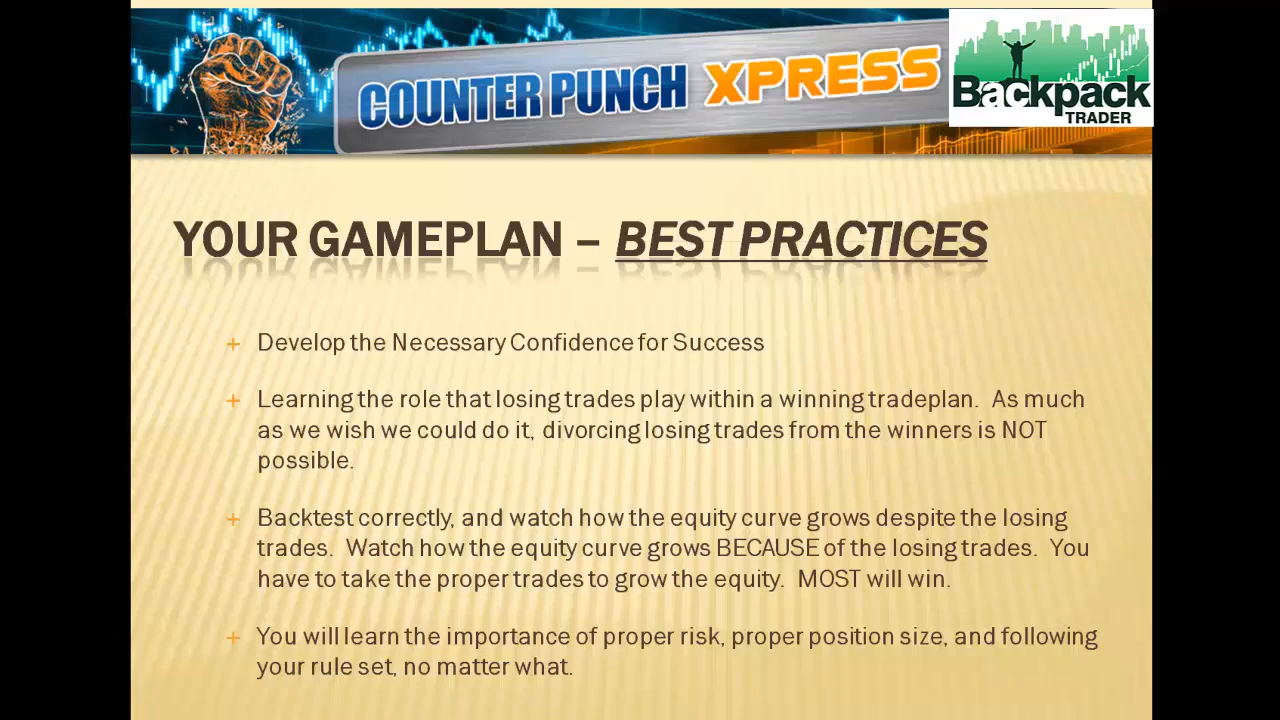 COUNTER PUNCH XPRESS
Backpack
TRADER
YOUR GAMEPLAN – BEST PRACTICES
Develop the Necessary Confidence for Success
Learning the role that losing trades play within a winning tradeplan. As much
as we wish we could do it, divorcing losing trades from the winners is NOT
possible.
Backtest correctly, and watch how the equity curve grows despite the losing
trades. Watch how the equity curve grows BECAUSE of the losing trades. You
have to take the proper trades to grow the equity. MOST will win.
You will learn the importance of proper risk, proper position size, and following
your rule set, no matter what.